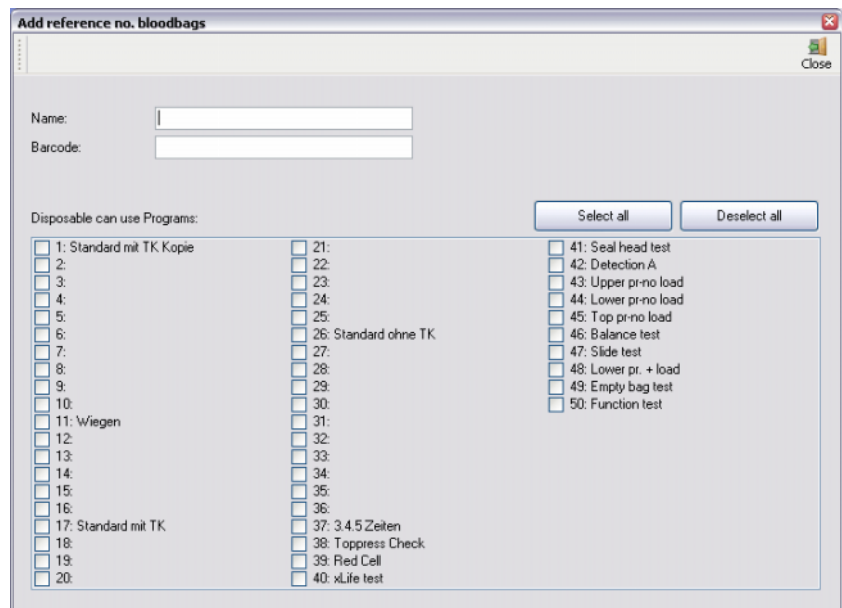 Add reference no. bloodbags
Close
Name:
Barcode:
Disposable can use Programs:
Select all
Deselect all
1: Standard mit TK Kopie
2:
3:
4:
5:
6:
7:
8:
9:
10:
11: Wiegen
12:
13:
14:
15:
16:
17: Standard mit TK
18:
19:
20:
21:
22:
23:
24:
25:
26: Standard ohne TK
27:
28:
29:
30:
31:
32:
33:
34:
35:
36:
37: 3.4.5 Zeiten
38: Toppress Check
39: Red Cell
40: xLife test
41: Seal head test
42: Detection A
43: Upper pr-no load
44: Lower pr-no load
45: Top pr-no load
46: Balance test
47: Slide test
48: Lower pr. + load
49: Empty bag test
50: Function test